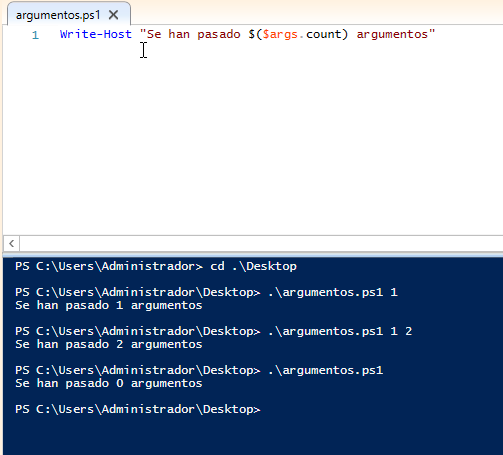 argumentos.ps1
1 Write-Host "Se han pasado $($args.count) argumentos"
PS C:\Users\Administrador> cd .\Desktop
PS C:\Users\Administrador\Desktop> .\argumentos.ps1 1
Se han pasado 1 argumentos
PS C:\Users\Administrador\Desktop> .\argumentos.ps1 1 2
Se han pasado 2 argumentos
PS C:\Users\Administrador\Desktop> .\argumentos.ps1
Se han pasado 0 argumentos
PS C:\Users\Administrador\Desktop>